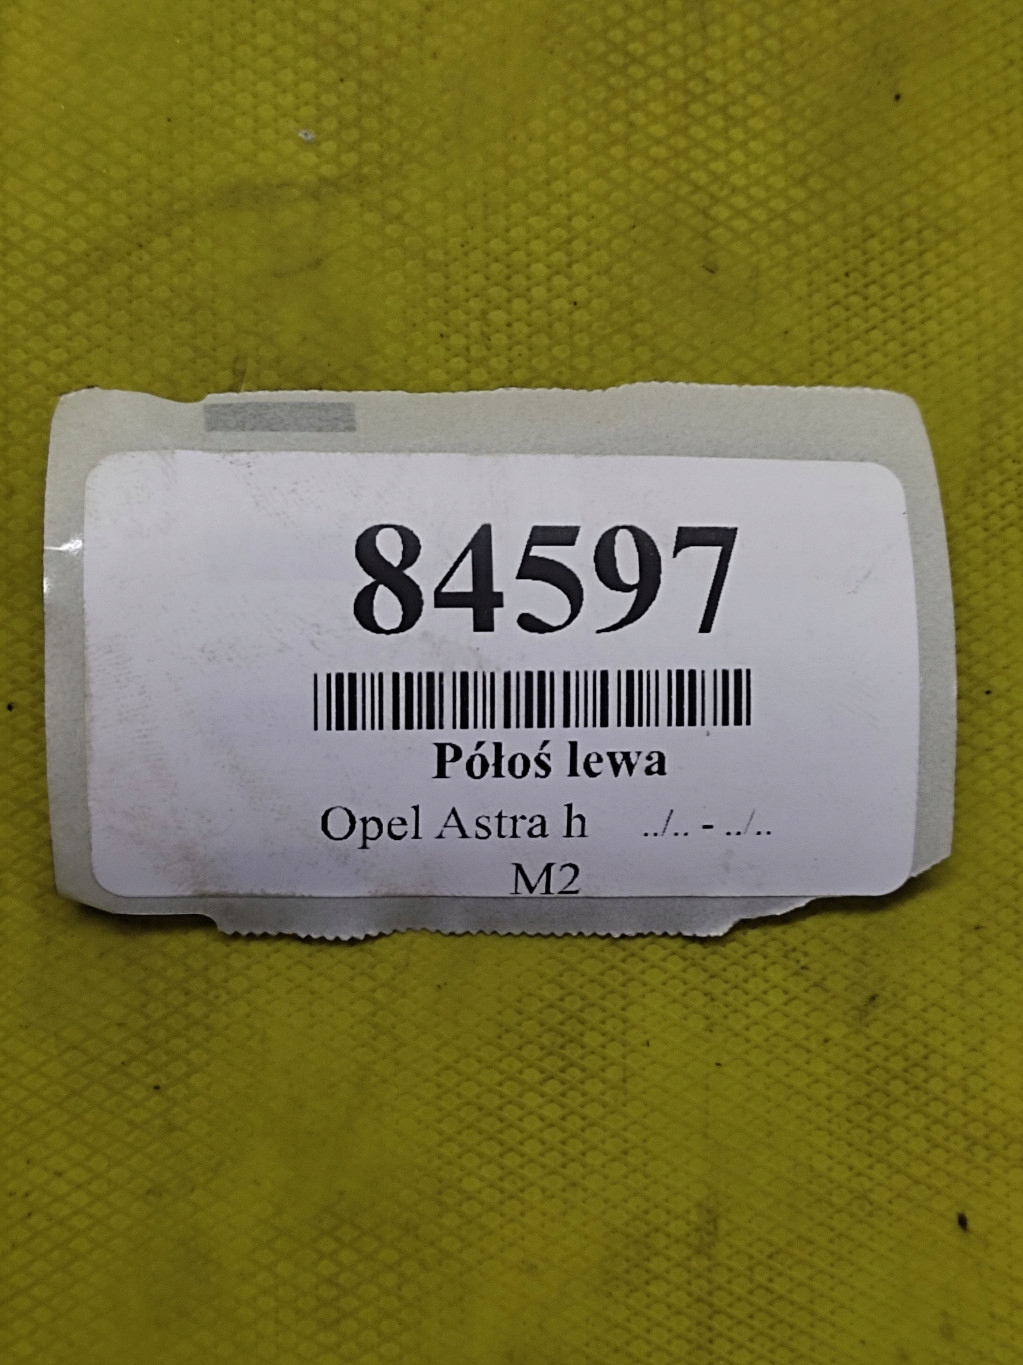 84597
Półoś lewa
Opel Astra h ../.. - ../..
M2